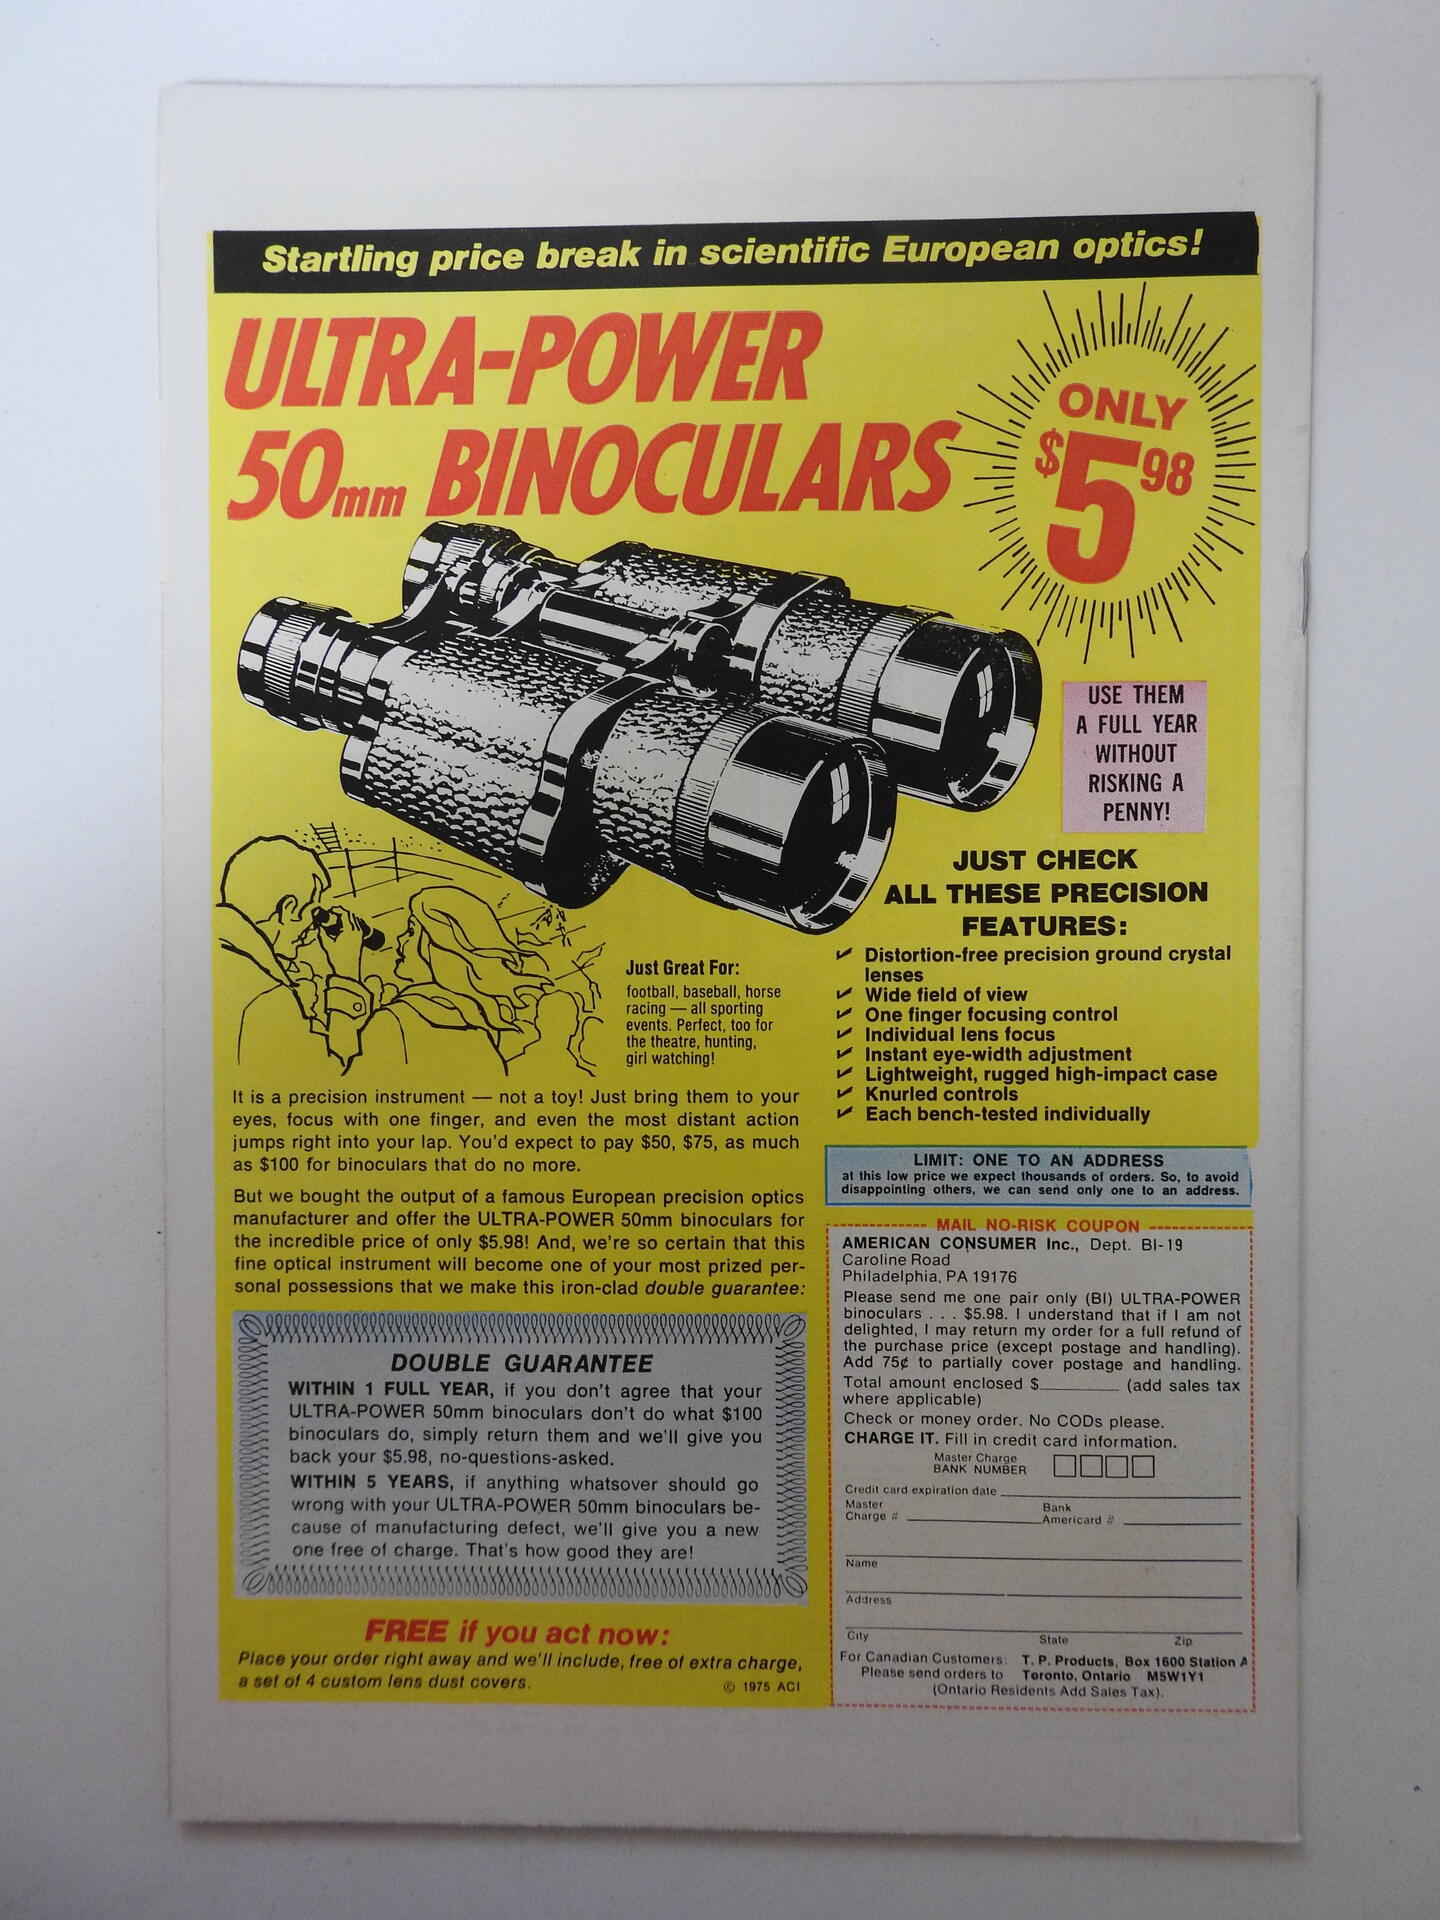 Startling price break in scientific European optics!
ULTRA-POWER
50mm BINOCULARS
ONLY
$5.98
USE THEM
A FULL YEAR
WITHOUT
RISKING A
PENNY!
JUST CHECK
ALL THESE PRECISION
FEATURES:
✓ Distortion-free precision ground crystal
lenses
✓ Wide field of view
✓ One finger focusing control
✓ Individual lens focus
✓ Instant eye-width adjustment
✓ Lightweight, rugged high-impact case
✓ Knurled controls
✓ Each bench-tested individually
Just Great For:
football, baseball, horse
racing — all sporting
events. Perfect, too for
the theatre, hunting,
girl watching!
It is a precision instrument — not a toy! Just bring them to your
eyes, focus with one finger, and even the most distant action
jumps right into your lap. You'd expect to pay $50, $75, as much
as $100 for binoculars that do no more.
But we bought the output of a famous European precision optics
manufacturer and offer the ULTRA-POWER 50mm binoculars for
the incredible price of only $5.98! And, we're so certain that this
fine optical instrument will become one of your most prized per-
sonal possessions that we make this iron-clad double guarantee:
DOUBLE GUARANTEE
WITHIN 1 FULL YEAR, if you don't agree that your
ULTRA-POWER 50mm binoculars don't do what $100
binoculars do, simply return them and we'll give you
back your $5.98, no-questions-asked.
WITHIN 5 YEARS, if anything whatsover should go
wrong with your ULTRA-POWER 50mm binoculars be-
cause of manufacturing defect, we'll give you a new
one free of charge. That's how good they are!
FREE if you act now:
Place your order right away and we'll include, free of extra charge,
a set of 4 custom lens dust covers.
© 1975 ACI
LIMIT: ONE TO AN ADDRESS
at this low price we expect thousands of orders. So, to avoid
disappointing others, we can send only one to an address.
MAIL NO-RISK COUPON
AMERICAN CONSUMER Inc., Dept. BI-19
Caroline Road
Philadelphia, PA 19176
Please send me one pair only (BI) ULTRA-POWER
binoculars . . . $5.98. I understand that if I am not
delighted, I may return my order for a full refund of
the purchase price (except postage and handling).
Add 75¢ to partially cover postage and handling.
Total amount enclosed $________ (add sales tax
where applicable)
Check or money order. No CODs please.
CHARGE IT. Fill in credit card information.
Master Charge
BANK NUMBER
Credit card expiration date
Master Bank
Charge # Americard #
Name
Address
City State Zip
For Canadian Customers: T. P. Products, Box 1600 Station A
Please send orders to Toronto, Ontario M5W1Y1
(Ontario Residents Add Sales Tax).